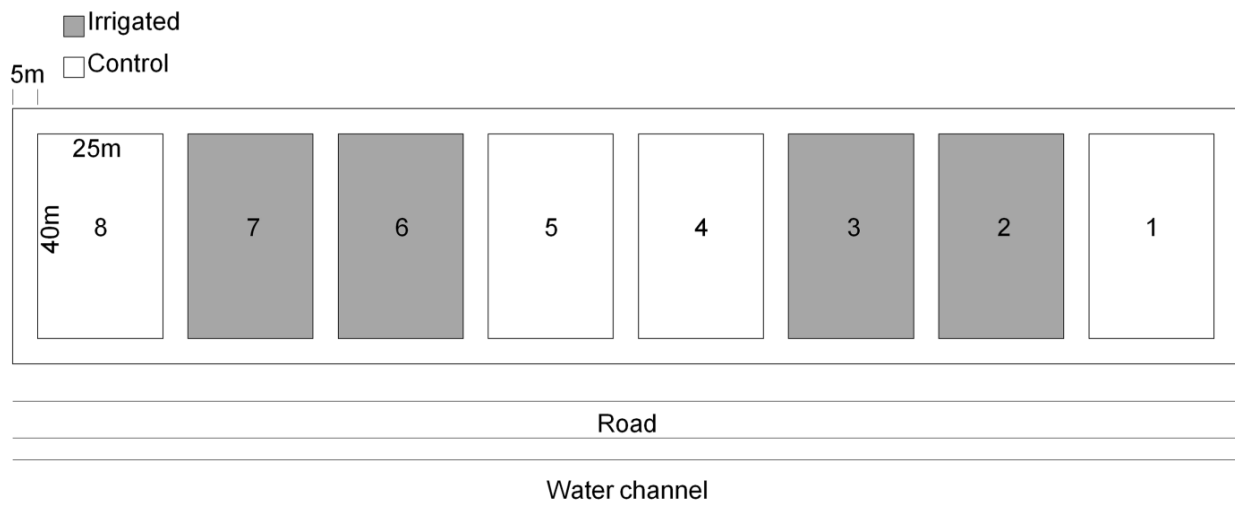 Irrigated
Control
5m
25m
40m
8
7
6
5
4
3
2
1
Road
Water channel